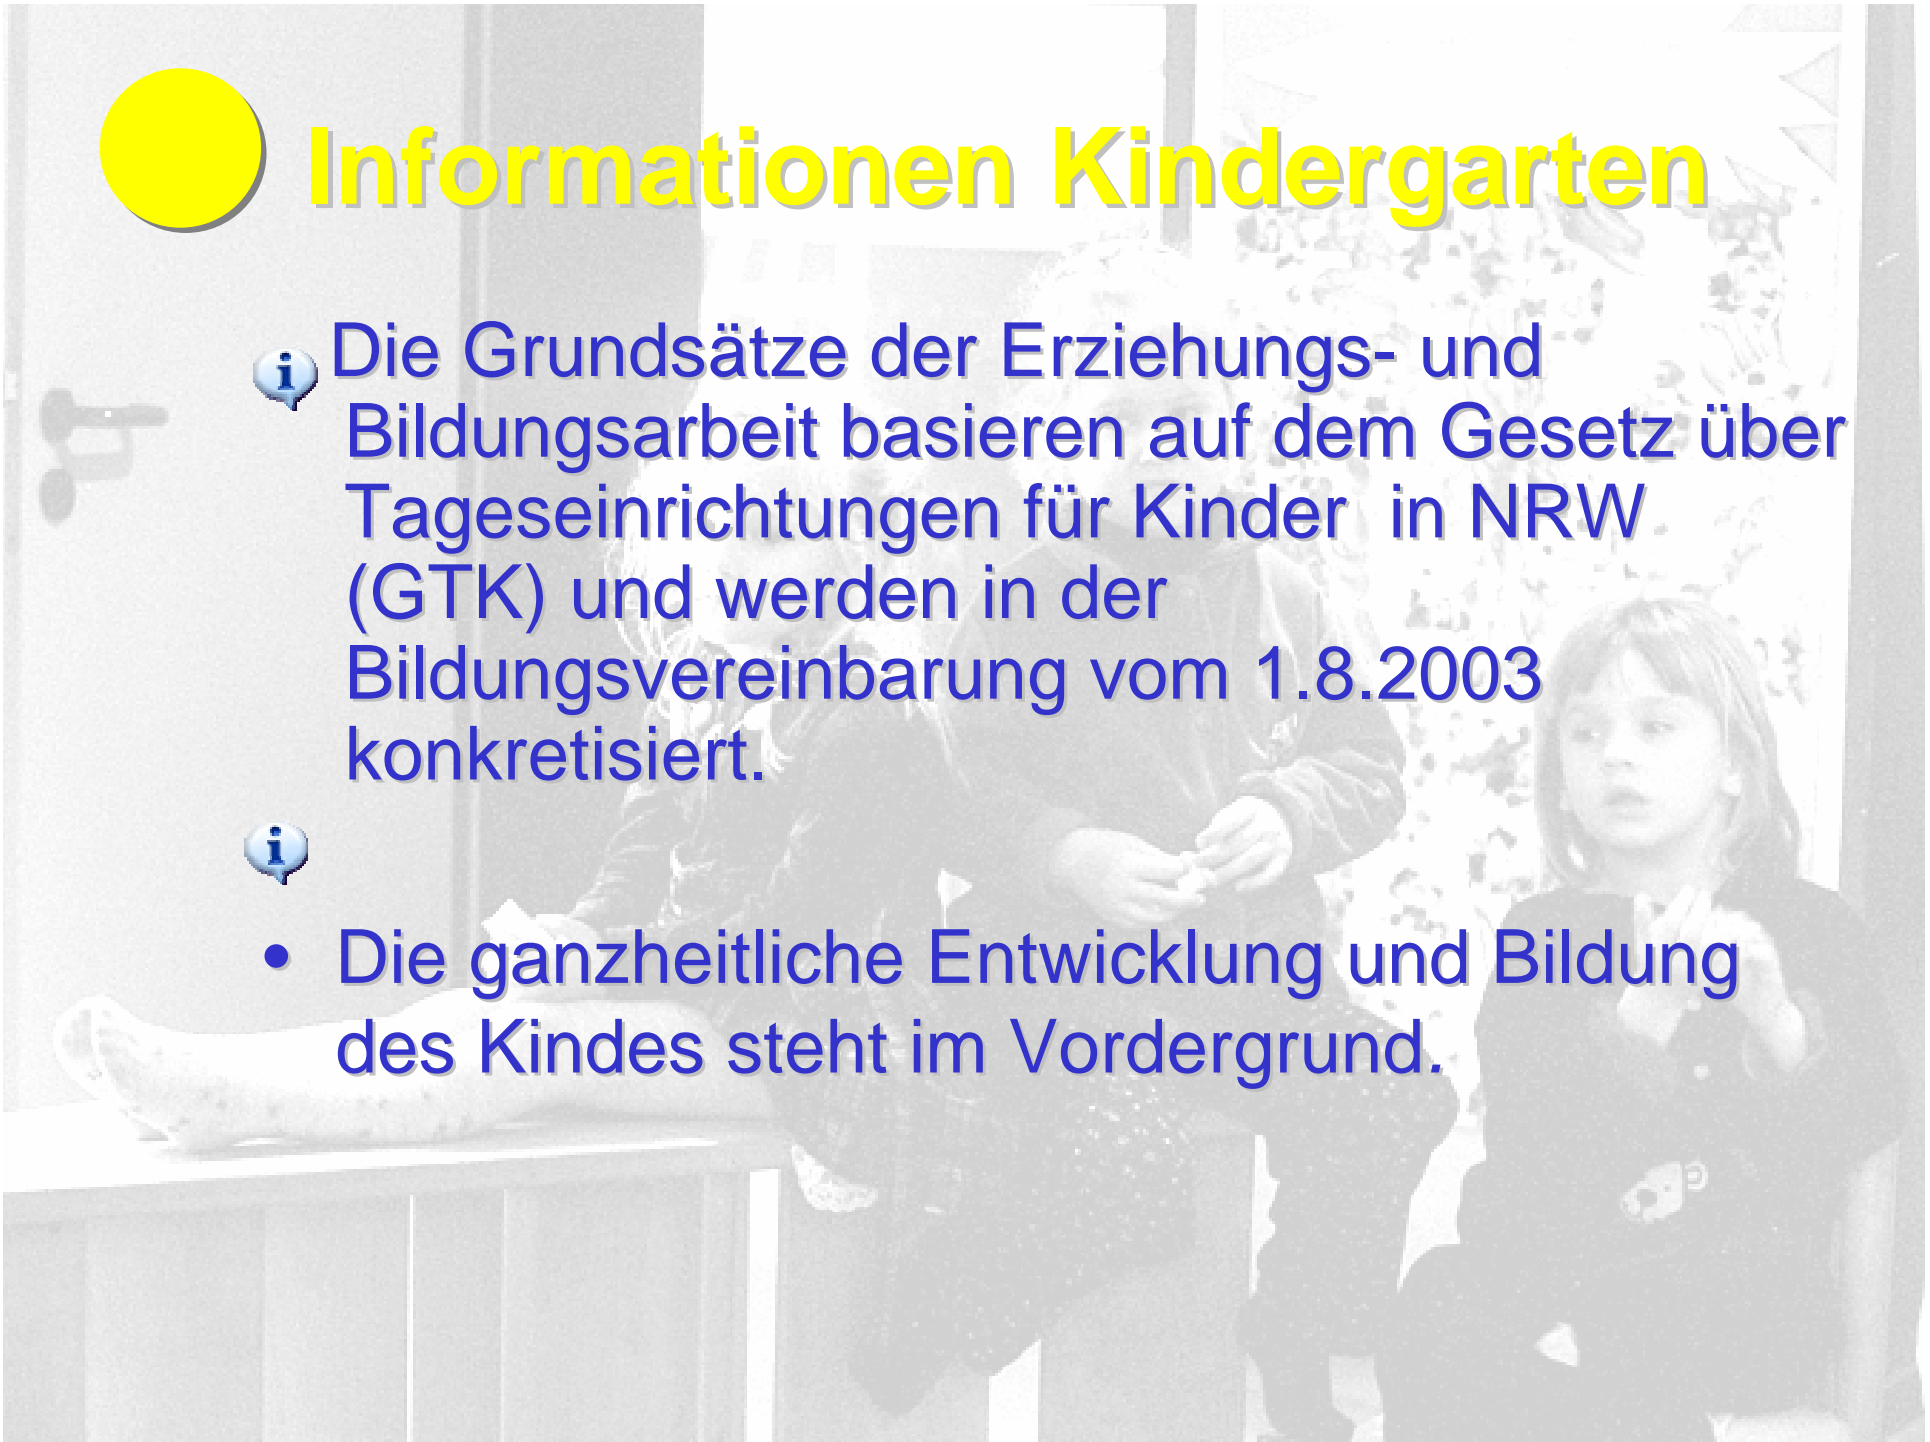 Informationen Kindergarten
Die Grundsätze der Erziehungs- und
Bildungsarbeit basieren auf dem Gesetz über
Tageseinrichtungen für Kinder in NRW
(GTK) und werden in der
Bildungsvereinbarung vom 1.8.2003
konkretisiert.
• Die ganzheitliche Entwicklung und Bildung
des Kindes steht im Vordergrund.